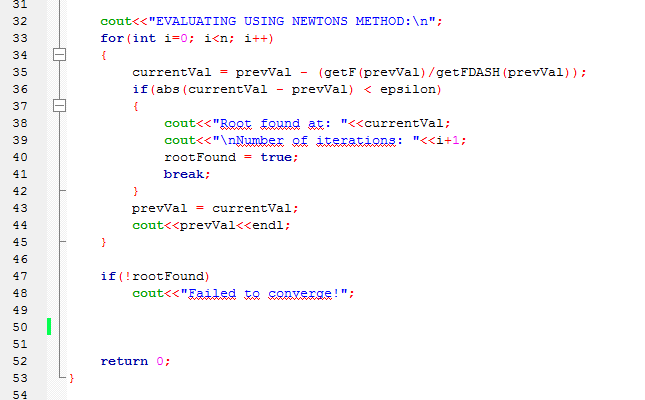 31
32 cout<<"EVALUATING USING NEWTONS METHOD:\n";
33 for(int i=0; i<n; i++)
34 {
35 currentVal = prevVal - (getF(prevVal)/getFDASH(prevVal));
36 if(abs(currentVal - prevVal) < epsilon)
37 {
38 cout<<"Root found at: "<<currentVal;
39 cout<<"\nNumber of iterations: "<<i+1;
40 rootFound = true;
41 break;
42 }
43 prevVal = currentVal;
44 cout<<prevVal<<endl;
45 }
46
47 if(!rootFound)
48 cout<<"Failed to converge!";
49
50
51
52 return 0;
53 }
54